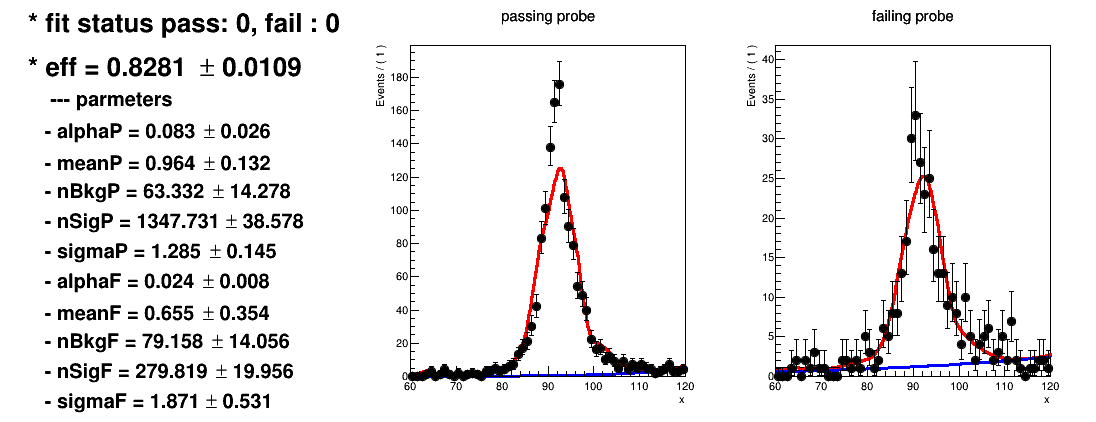 * fit status pass: 0, fail : 0
* eff = 0.8281 ± 0.0109
--- parmeters
- alphaP = 0.083 ± 0.026
- meanP = 0.964 ± 0.132
- nBkgP = 63.332 ± 14.278
- nSigP = 1347.731 ± 38.578
- sigmaP = 1.285 ± 0.145
- alphaF = 0.024 ± 0.008
- meanF = 0.655 ± 0.354
- nBkgF = 79.158 ± 14.056
- nSigF = 279.819 ± 19.956
- sigmaF = 1.871 ± 0.531
passing probe
Events / ( 1 )
180
160
140
120
100
80
60
40
20
0
60 70 80 90 100 110 120
x
failing probe
Events / ( 1 )
40
35
30
25
20
15
10
5
0
60 70 80 90 100 110 120
x